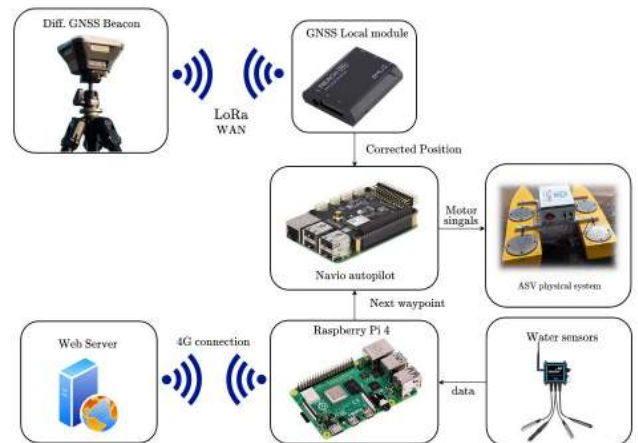 Diff. GNSS Beacon
GNSS Local module
LoRa
WAN
Corrected Position
Navio autopilot
Motor
singals
ASV physical system
Next waypoint
Web Server
4G connection
Raspberry Pi 4
data
Water sensors